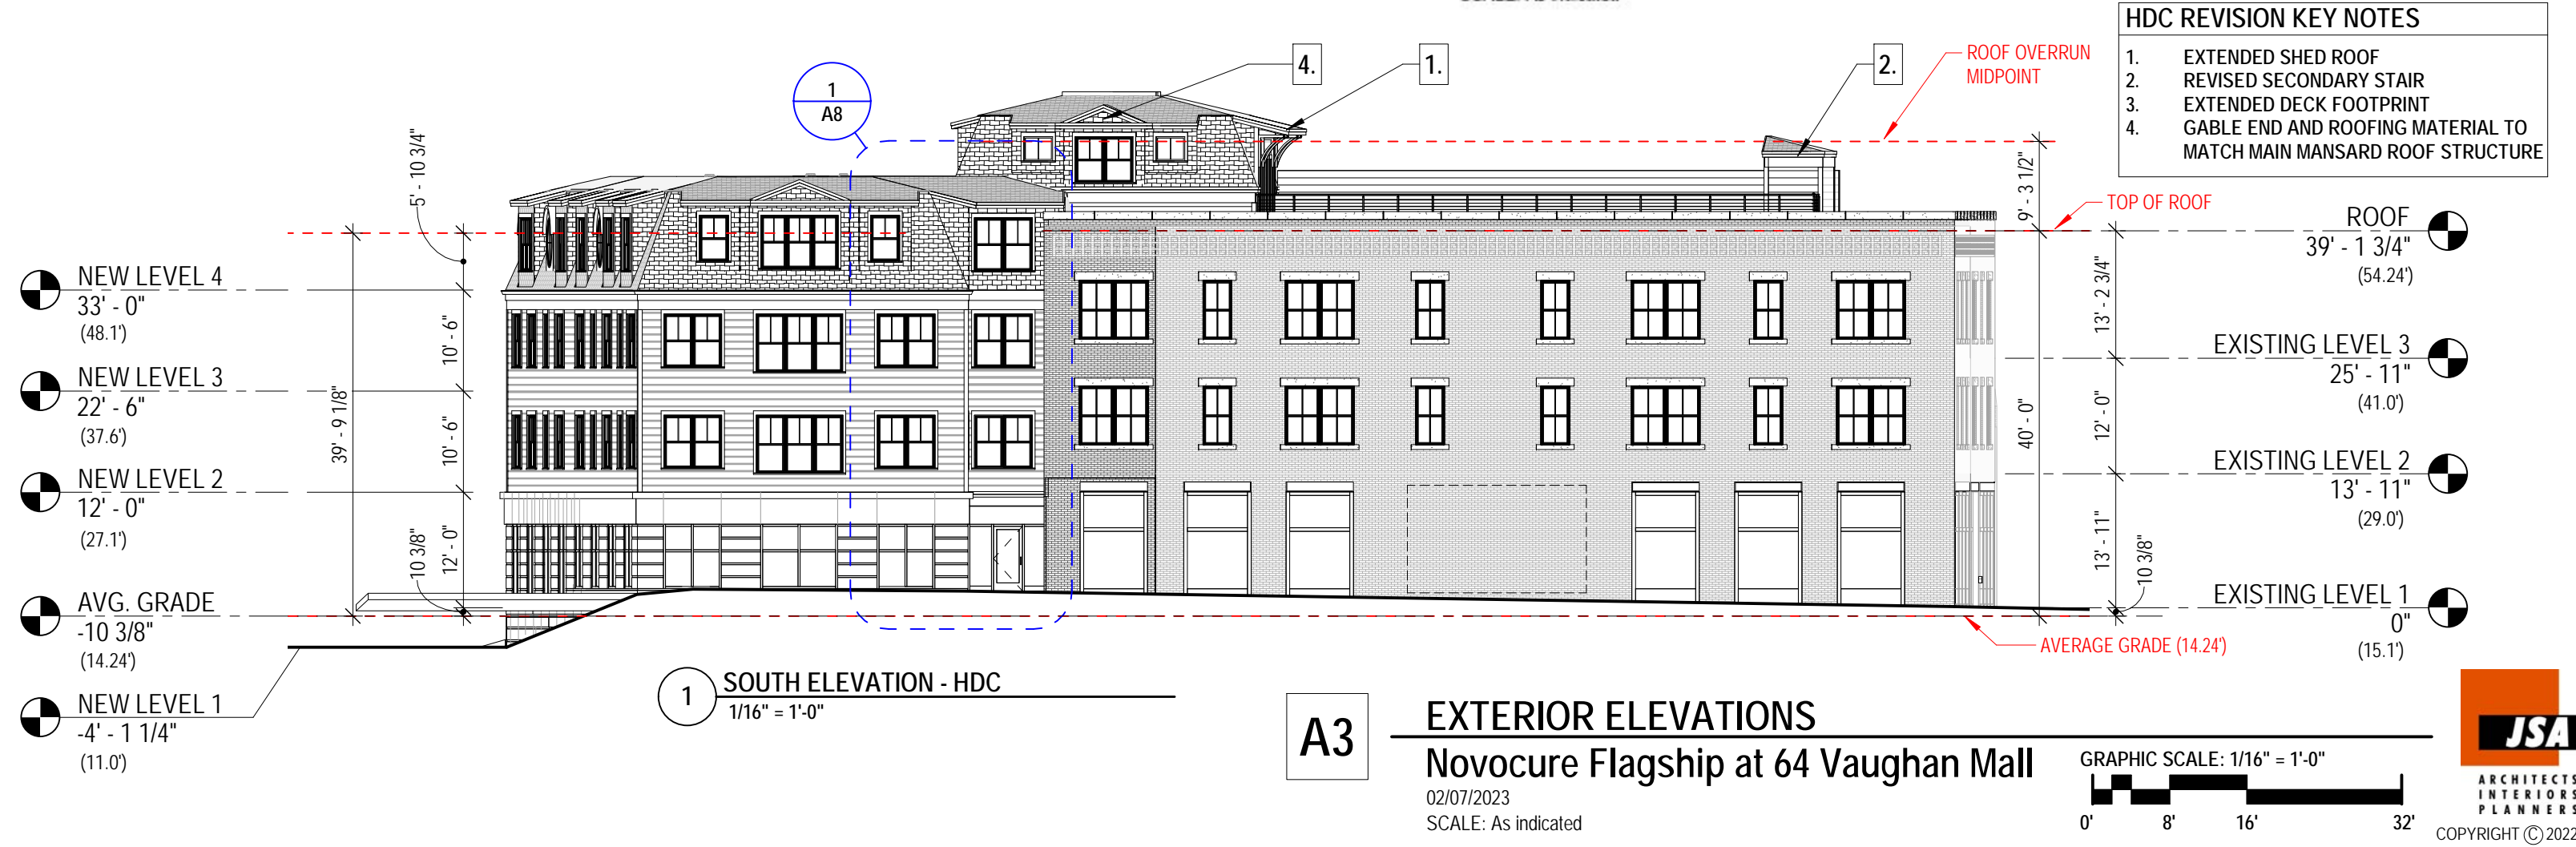 HDC REVISION KEY NOTES
1. EXTENDED SHED ROOF
2. REVISED SECONDARY STAIR
3. EXTENDED DECK FOOTPRINT
4. GABLE END AND ROOFING MATERIAL TO
MATCH MAIN MANSARD ROOF STRUCTURE
4.
1.
2.
ROOF OVERRUN
MIDPOINT
1
A8
5' - 10 3/4"
9' - 3 1/2"
TOP OF ROOF
ROOF
39' - 1 3/4"
(54.24')
NEW LEVEL 4
33' - 0"
(48.1')
10' - 6"
13' - 2 3/4"
EXISTING LEVEL 3
25' - 11"
(41.0')
NEW LEVEL 3
22' - 6"
(37.6')
39' - 9 1/8"
10' - 6"
40' - 0"
12' - 0"
EXISTING LEVEL 2
13' - 11"
(29.0')
NEW LEVEL 2
12' - 0"
(27.1')
10 3/8"
12' - 0"
13' - 11"
10 3/8"
EXISTING LEVEL 1
0"
(15.1')
AVG. GRADE
-10 3/8"
(14.24')
AVERAGE GRADE (14.24')
NEW LEVEL 1
-4' - 1 1/4"
(11.0')
1
SOUTH ELEVATION - HDC
1/16" = 1'-0"
A3
EXTERIOR ELEVATIONS
Novocure Flagship at 64 Vaughan Mall
02/07/2023
SCALE: As indicated
GRAPHIC SCALE: 1/16" = 1'-0"
0' 8' 16' 32'
JSA
ARCHITECTS
INTERIORS
PLANNERS
COPYRIGHT © 2022